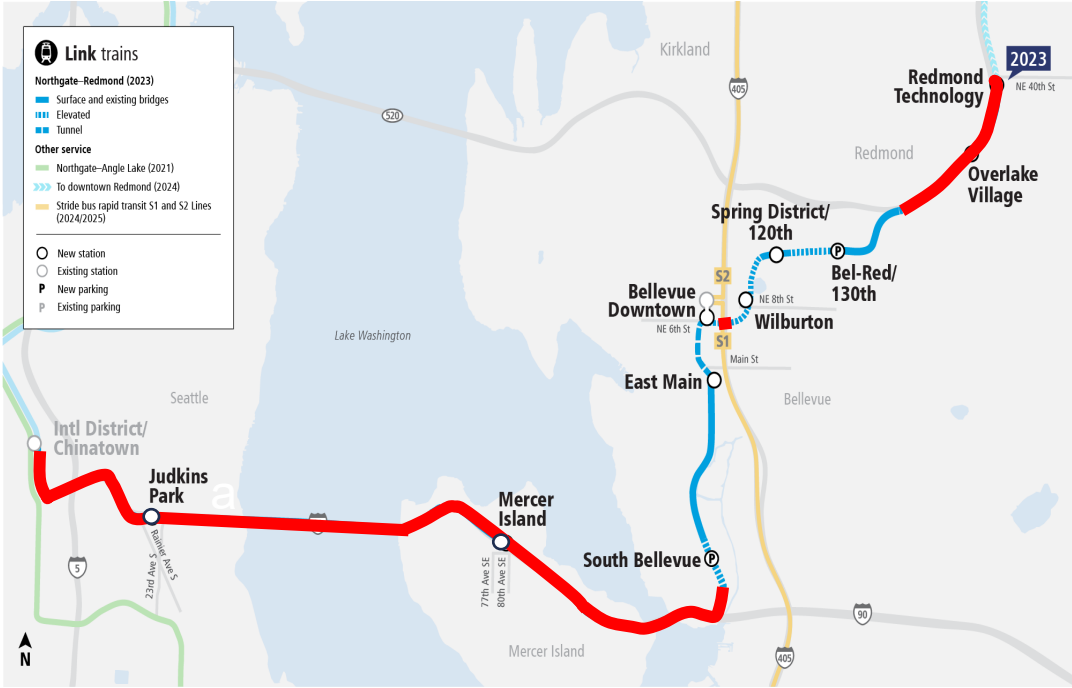 Link trains
Northgate–Redmond (2023)
Surface and existing bridges
Elevated
Tunnel
Other service
Northgate–Angle Lake (2021)
To downtown Redmond (2024)
Stride bus rapid transit S1 and S2 Lines
(2024/2025)
New station
Existing station
P New parking
P Existing parking
Kirkland
405
520
2023
Redmond
Technology
NE 40th St
Redmond
Overlake
Village
Spring District/
120th
P
Bel-Red/
130th
S2
Bellevue
Downtown
NE 8th St
NE 6th St
Wilburton
S1
Main St
East Main
Bellevue
Lake Washington
Seattle
Intl District/
Chinatown
Judkins
Park
a
Rainier Ave S
23rd Ave S
5
Mercer
Island
77th Ave SE
80th Ave SE
South Bellevue
P
90
Mercer Island
405
N